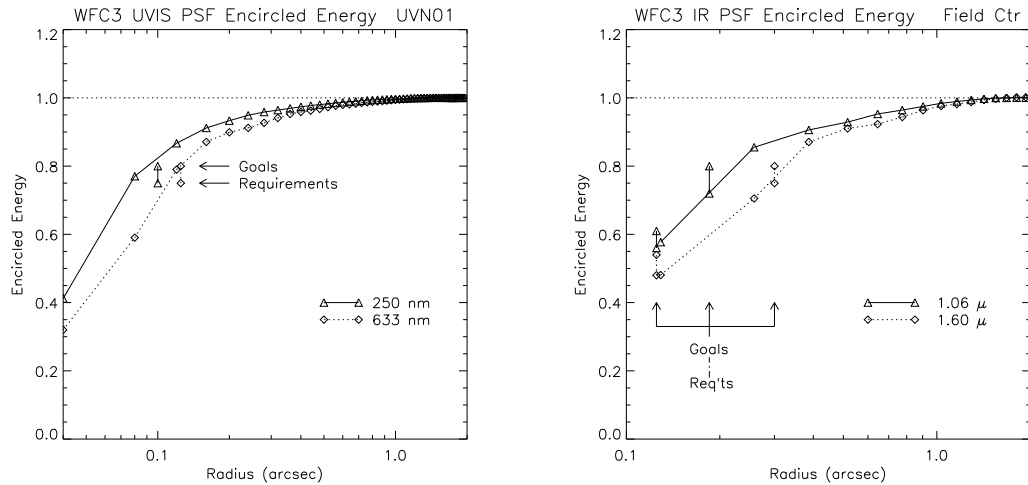 WFC3 UVIS PSF Encircled Energy UVN01
1.2
1.0
0.8
0.6
0.4
0.2
0.0
Encircled Energy
Goals
Requirements
250 nm
633 nm
0.1
1.0
Radius (arcsec)
WFC3 IR PSF Encircled Energy Field Ctr
1.2
1.0
0.8
0.6
0.4
0.2
0.0
Encircled Energy
1.06 μ
1.60 μ
Goals
Req'ts
0.1
1.0
Radius (arcsec)